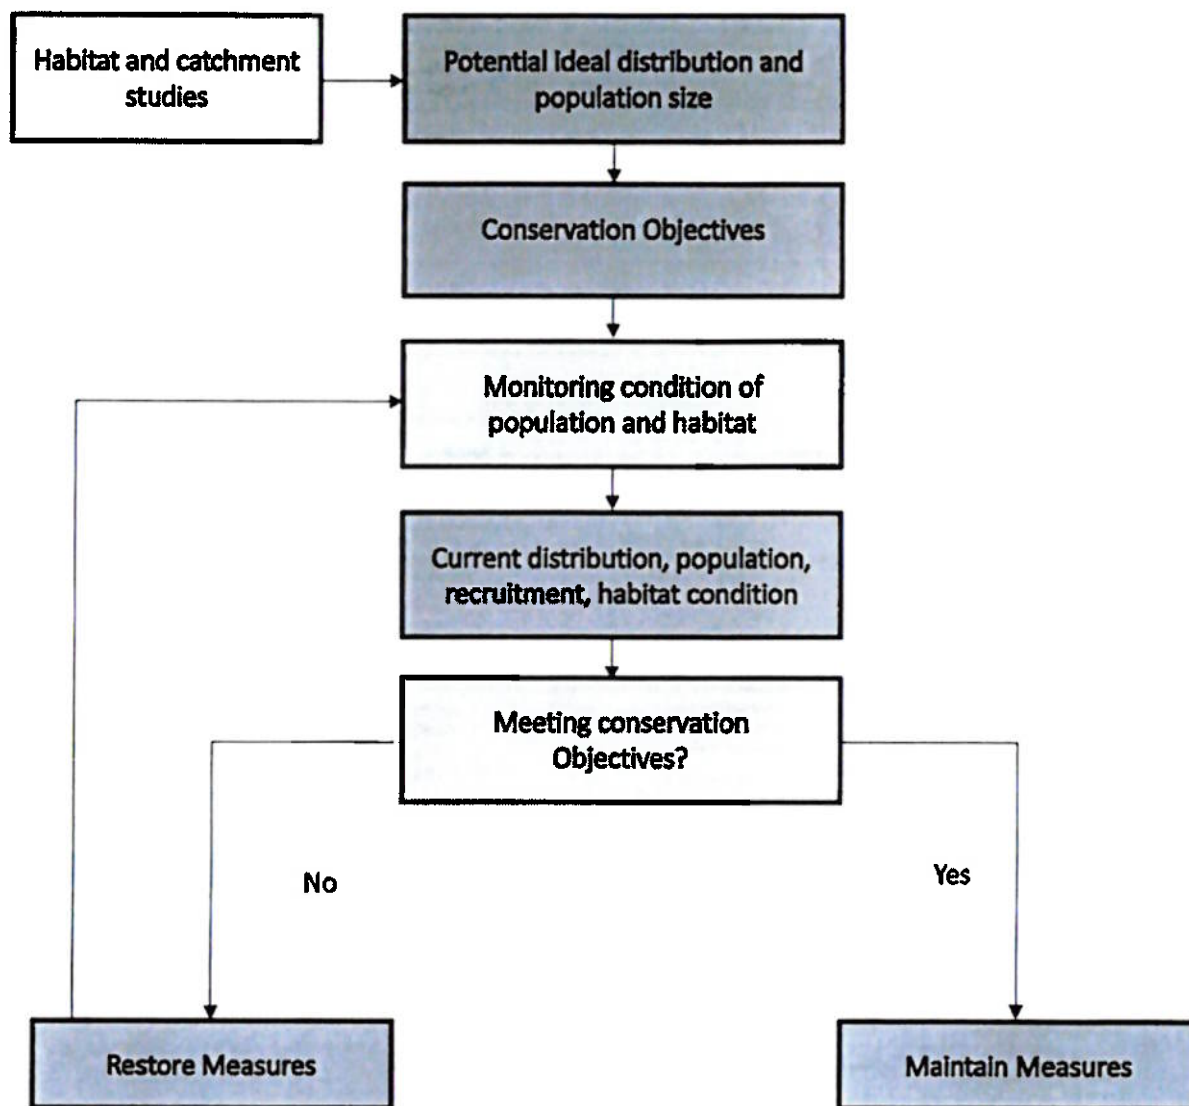 Habitat and catchment
studies
Potential ideal distribution and
population size
Conservation Objectives
Monitoring condition of
population and habitat
Current distribution, population,
recruitment, habitat condition
Meeting conservation
Objectives?
No
Yes
Restore Measures
Maintain Measures